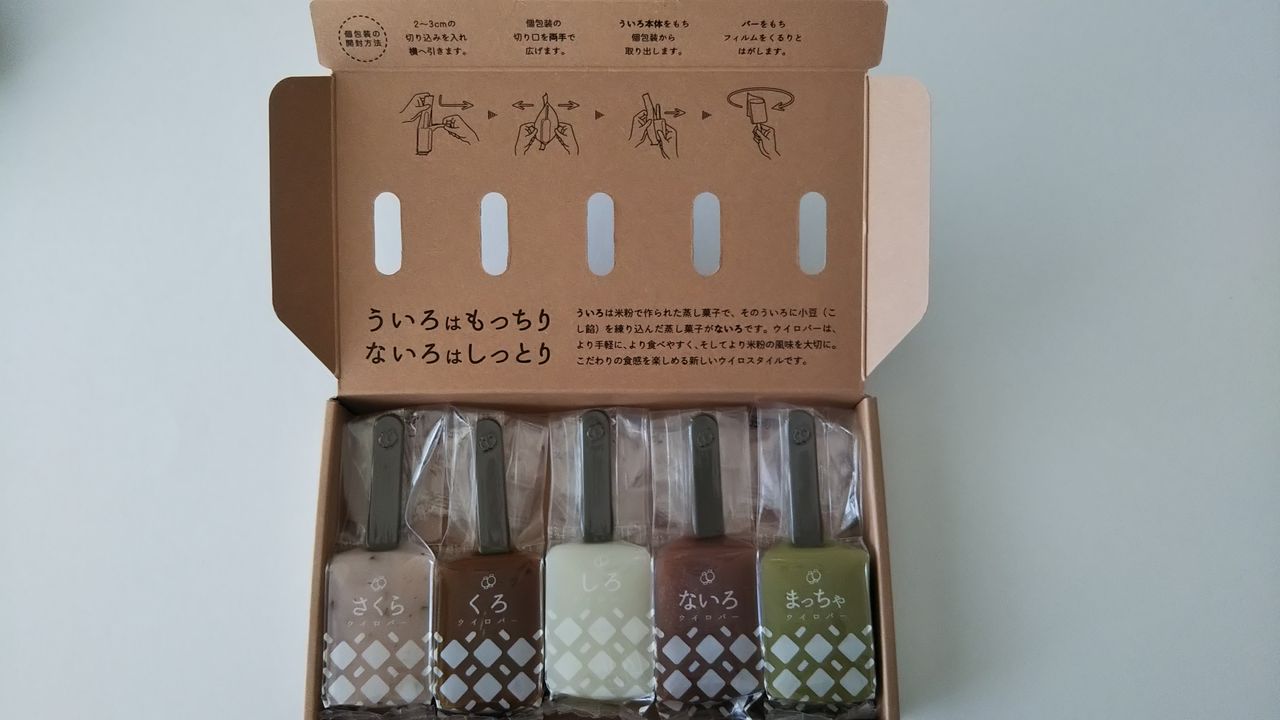 個包装の
開封方法
2〜3cmの
切り込みを入れ
横へ引きます。
個包装の
切り口を両手で
広げます。
ういろ本体をもち
個包装から
取り出します。
バーをもち
フィルムをくるりと
はがします。
ういろはもっちり
ないろはしっとり
ういろは米粉で作られた蒸し菓子で、そのういろに小豆（こ
し餡）を練り込んだ蒸し菓子がないろです。ウイロバーは、
より手軽に、より食べやすく、そしてより米粉の風味を大切に。
こだわりの食感を楽しめる新しいウイロスタイルです。
さくら
ウイロバー
くろ
ウイロバー
しろ
ないろ
ウイロバー
まっちゃ
ウイロバー